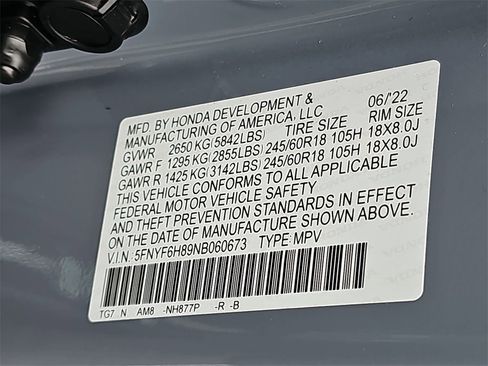 MFD. BY HONDA DEVELOPMENT & 06/'22
MANUFACTURING OF AMERICA, LLC
GVWR 2650 KG(5842LBS) TIRE SIZE RIM SIZE
GAWR F 1295 KG(2855LBS) 245/60R18 105H 18X8.0J
GAWR R 1425 KG(3142LBS) 245/60R18 105H 18X8.0J
THIS VEHICLE CONFORMS TO ALL APPLICABLE
FEDERAL MOTOR VEHICLE SAFETY
AND THEFT PREVENTION STANDARDS IN EFFECT
ON THE DATE OF MANUFACTURE SHOWN ABOVE.
V.I.N. 5FNYF6H89NB060673 TYPE: MPV
TG7 N AM8 -NH877P -R -B